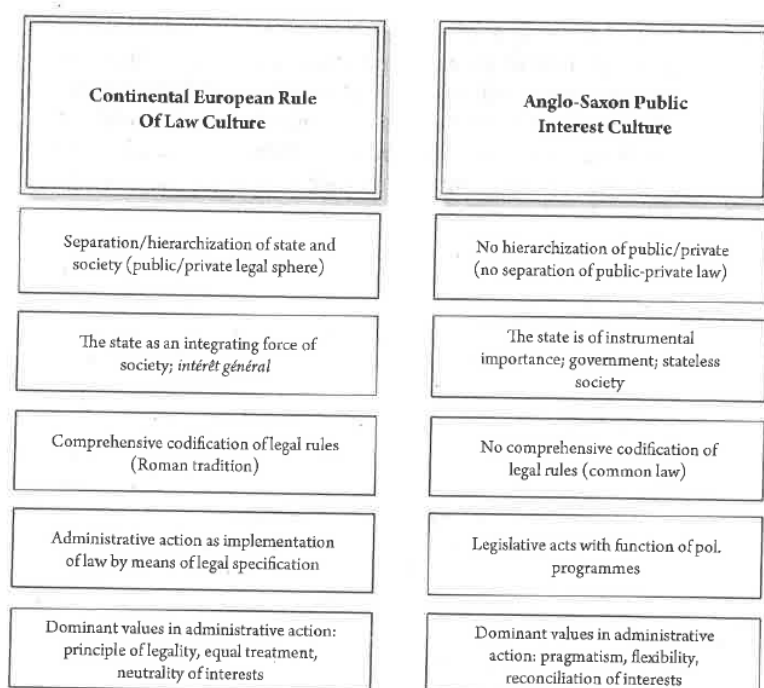 Continental European Rule
Of Law Culture
Anglo-Saxon Public
Interest Culture
Separation/hierarchization of state and
society (public/private legal sphere)
No hierarchization of public/private
(no separation of public-private law)
The state as an integrating force of
society; intérêt général
The state is of instrumental
importance; government; stateless
society
Comprehensive codification of legal rules
(Roman tradition)
No comprehensive codification of
legal rules (common law)
Administrative action as implementation
of law by means of legal specification
Legislative acts with function of pol.
programmes
Dominant values in administrative action:
principle of legality, equal treatment,
neutrality of interests
Dominant values in administrative
action: pragmatism, flexibility,
reconciliation of interests